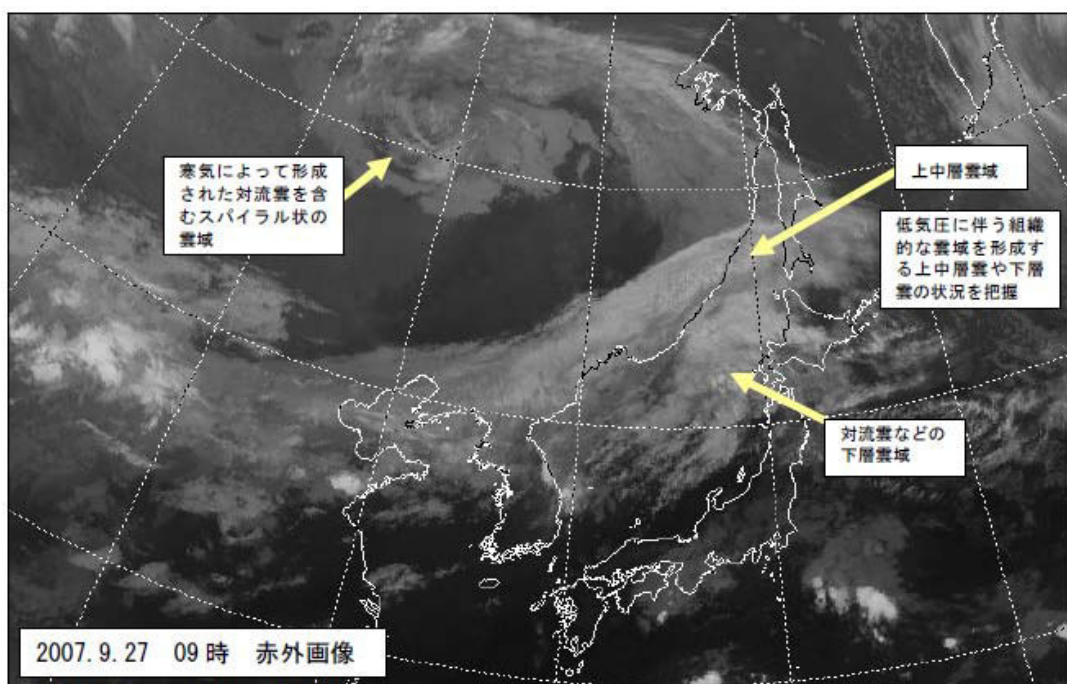 寒気によって形成
された対流雲を含
むスパイラル状の
雲域
上中層雲域
低気圧に伴う組織
的な雲域を形成す
る上中層雲や下層
雲の状況を把握
対流雲などの
下層雲域
2007.9.27 09時 赤外画像